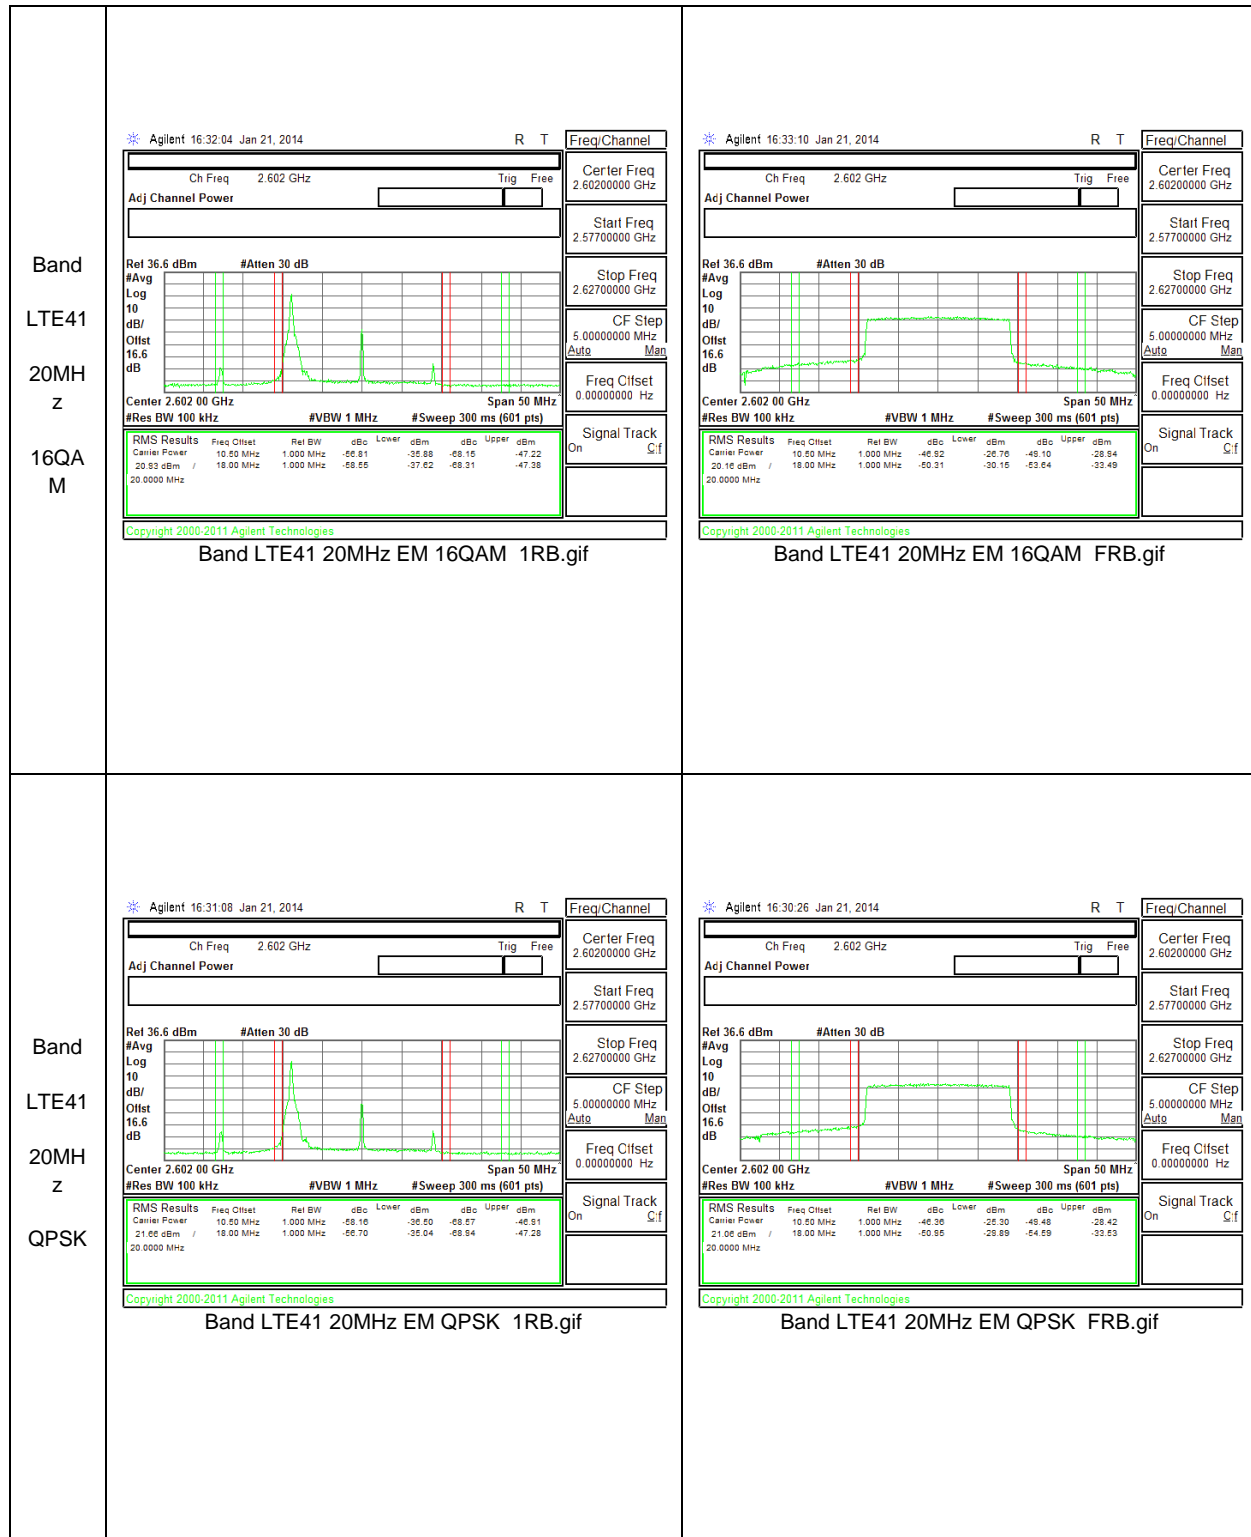 Band
LTE41
20MH
z
16QA
M
Agilent 16:32:04 Jan 21, 2014 R T
Freq/Channel
Ch Freq 2.602 GHz Trig Free
Adj Channel Power
Center Freq
2.60200000 GHz
Start Freq
2.57700000 GHz
Ref 36.6 dBm #Atten 30 dB
#Avg
Log
10
dB/
Offst
16.6
dB
Stop Freq
2.62700000 GHz
CF Step
5.00000000 MHz
Auto Man
Freq Offset
0.00000000 Hz
Center 2.602 00 GHz Span 50 MHz
#Res BW 100 kHz #VBW 1 MHz #Sweep 300 ms (601 pts)
Signal Track
On Off
RMS Results Freq Offset Ref BW dBc Lower dBm dBc Upper dBm
Carrier Power 10.50 MHz 1.000 MHz -56.81 -35.88 -68.15 -47.22
20.93 dBm / 18.00 MHz 1.000 MHz -58.55 -37.62 -68.31 -47.38
20.0000 MHz
Copyright 2000-2011 Agilent Technologies
Band LTE41 20MHz EM 16QAM 1RB.gif
Agilent 16:33:10 Jan 21, 2014 R T
Freq/Channel
Ch Freq 2.602 GHz Trig Free
Adj Channel Power
Center Freq
2.60200000 GHz
Start Freq
2.57700000 GHz
Ref 36.6 dBm #Atten 30 dB
#Avg
Log
10
dB/
Offst
16.6
dB
Stop Freq
2.62700000 GHz
CF Step
5.00000000 MHz
Auto Man
Freq Offset
0.00000000 Hz
Center 2.602 00 GHz Span 50 MHz
#Res BW 100 kHz #VBW 1 MHz #Sweep 300 ms (601 pts)
Signal Track
On Off
RMS Results Freq Offset Ref BW dBc Lower dBm dBc Upper dBm
Carrier Power 10.50 MHz 1.000 MHz -46.92 -26.76 -49.10 -28.94
20.16 dBm / 18.00 MHz 1.000 MHz -50.31 -30.15 -53.64 -33.49
20.0000 MHz
Copyright 2000-2011 Agilent Technologies
Band LTE41 20MHz EM 16QAM FRB.gif
Band
LTE41
20MH
z
QPSK
Agilent 16:31:08 Jan 21, 2014 R T
Freq/Channel
Ch Freq 2.602 GHz Trig Free
Adj Channel Power
Center Freq
2.60200000 GHz
Start Freq
2.57700000 GHz
Ref 36.6 dBm #Atten 30 dB
#Avg
Log
10
dB/
Offst
16.6
dB
Stop Freq
2.62700000 GHz
CF Step
5.00000000 MHz
Auto Man
Freq Offset
0.00000000 Hz
Center 2.602 00 GHz Span 50 MHz
#Res BW 100 kHz #VBW 1 MHz #Sweep 300 ms (601 pts)
Signal Track
On Off
RMS Results Freq Offset Ref BW dBc Lower dBm dBc Upper dBm
Carrier Power 10.50 MHz 1.000 MHz -58.16 -36.50 -68.57 -46.91
21.66 dBm / 18.00 MHz 1.000 MHz -56.70 -35.04 -68.94 -47.28
20.0000 MHz
Copyright 2000-2011 Agilent Technologies
Band LTE41 20MHz EM QPSK 1RB.gif
Agilent 16:30:26 Jan 21, 2014 R T
Freq/Channel
Ch Freq 2.602 GHz Trig Free
Adj Channel Power
Center Freq
2.60200000 GHz
Start Freq
2.57700000 GHz
Ref 36.6 dBm #Atten 30 dB
#Avg
Log
10
dB/
Offst
16.6
dB
Stop Freq
2.62700000 GHz
CF Step
5.00000000 MHz
Auto Man
Freq Offset
0.00000000 Hz
Center 2.602 00 GHz Span 50 MHz
#Res BW 100 kHz #VBW 1 MHz #Sweep 300 ms (601 pts)
Signal Track
On Off
RMS Results Freq Offset Ref BW dBc Lower dBm dBc Upper dBm
Carrier Power 10.50 MHz 1.000 MHz -46.36 -25.30 -49.48 -28.42
21.06 dBm / 18.00 MHz 1.000 MHz -50.95 -29.89 -54.59 -33.53
20.0000 MHz
Copyright 2000-2011 Agilent Technologies
Band LTE41 20MHz EM QPSK FRB.gif